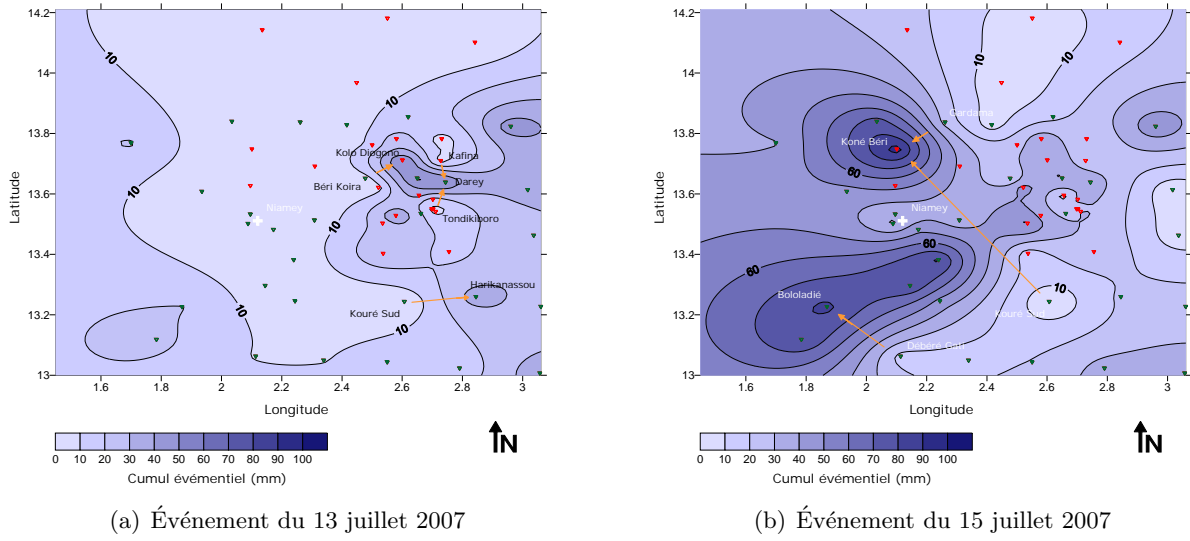 14.2
14
13.8
13.6
13.4
13.2
13
Latitude
1.6
1.8
2
2.2
2.4
2.6
2.8
3
Longitude
10
10
10
10
10
10
Kolo Diogono
Kafina
Béri Koira
Darey
Niamey
Tondikiboro
Harikanassou
Kouré Sud
0 10 20 30 40 50 60 70 80 90 100
Cumul évémentiel (mm)
N
(a) Événement du 13 juillet 2007
14.2
14
13.8
13.6
13.4
13.2
13
Latitude
1.6
1.8
2
2.2
2.4
2.6
2.8
3
Longitude
10
10
Gardama
Koné Béri
60
Niamey
60
60
Bololadié
10
Kouré Sud
0 10 20 30 40 50 60 70 80 90 100
Cumul évémentiel (mm)
N
(b) Événement du 15 juillet 2007